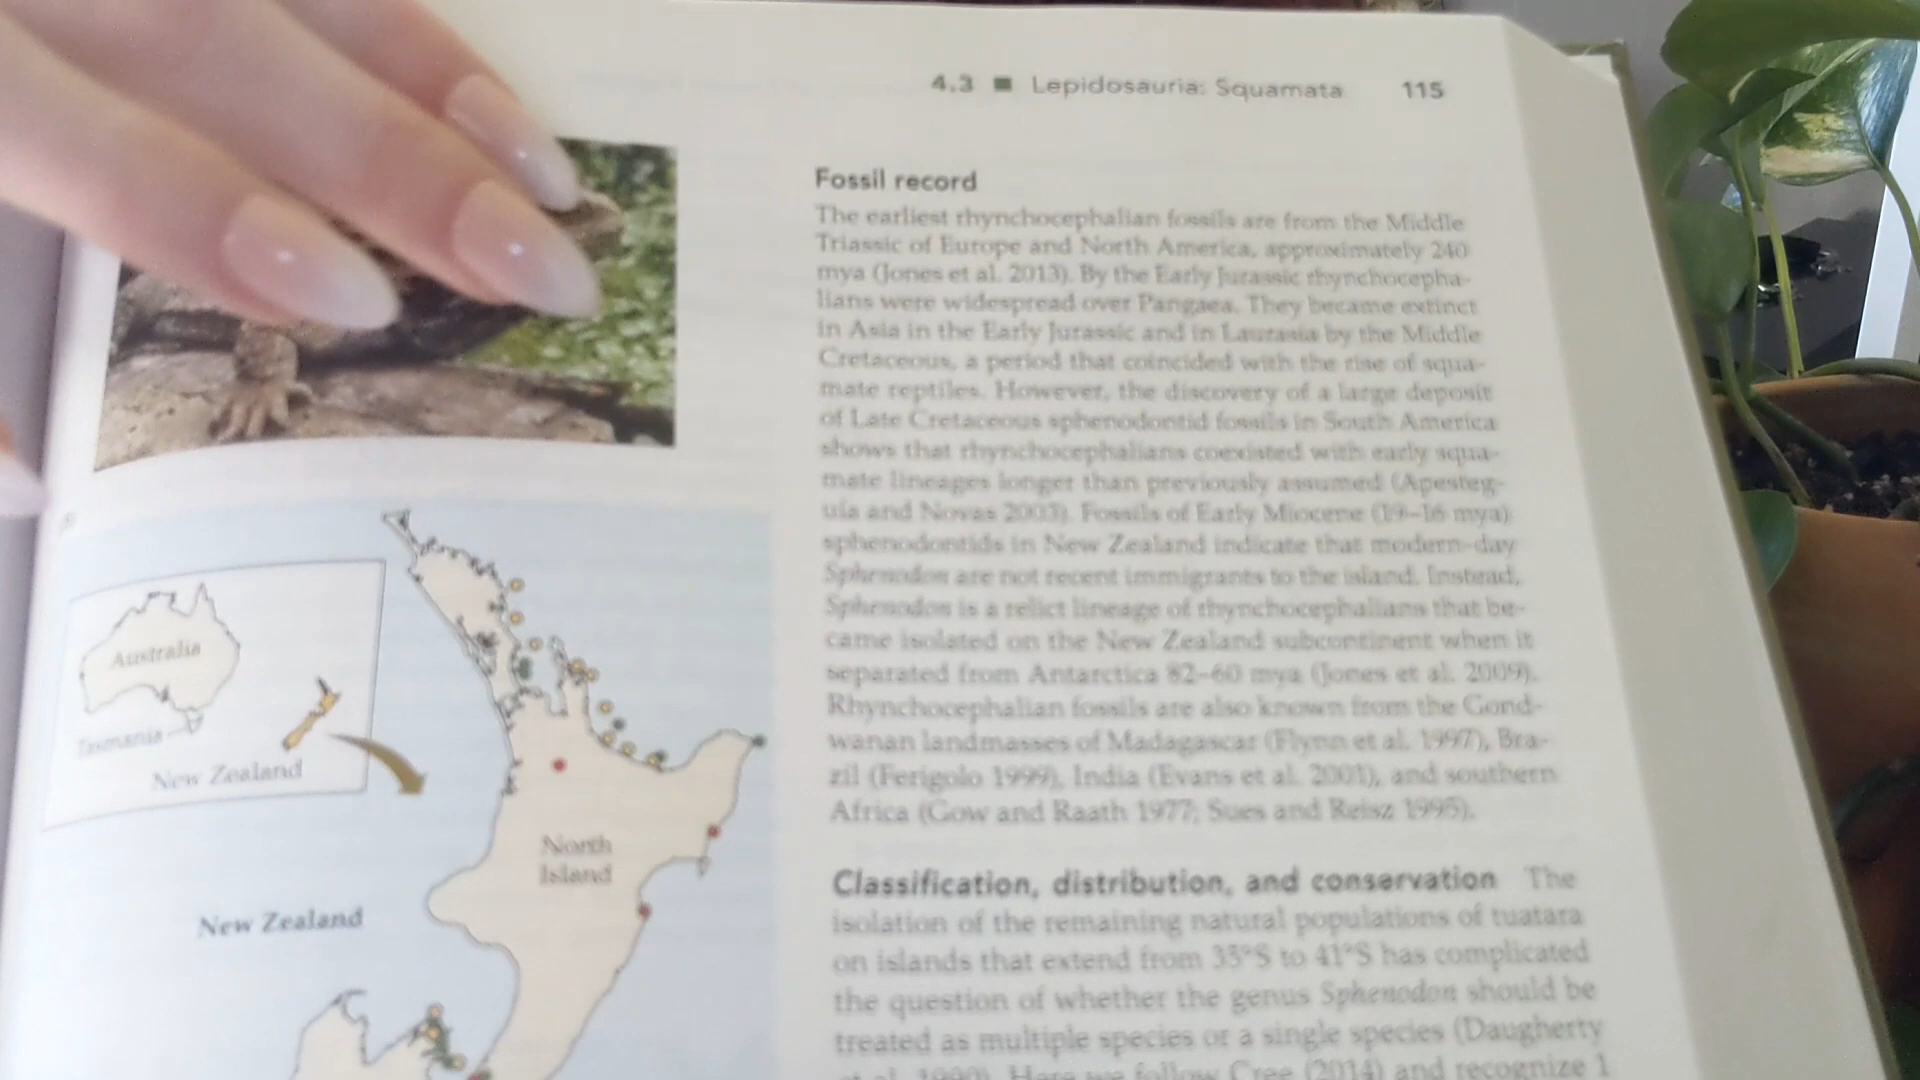 4.3 ■ Lepidosauria: Squamata 115
Fossil record
The earliest rhynchocephalian fossils are from the Middle
Triassic of Europe and North America, approximately 240
mya (Jones et al. 2013). By the Early Jurassic rhynchocepha-
lians were widespread over Pangaea. They became extinct
in Asia in the Early Jurassic and in Laurasia by the Middle
Cretaceous, a period that coincided with the rise of squa-
mate reptiles. However, the discovery of a large deposit
of Late Cretaceous sphenodontid fossils in South America
shows that rhynchocephalians coexisted with early squa-
mate lineages longer than previously assumed (Apesteg-
uía and Novas 2003). Fossils of Early Miocene (19–16 mya)
sphenodontids in New Zealand indicate that modern-day
Sphenodon are not recent immigrants to the island. Instead,
Sphenodon is a relict lineage of rhynchocephalians that be-
came isolated on the New Zealand subcontinent when it
separated from Antarctica 82–60 mya (Jones et al. 2009).
Rhynchocephalian fossils are also known from the Gond-
wanan landmasses of Madagascar (Flynn et al. 1997), Bra-
zil (Ferigolo 1999), India (Evans et al. 2001), and southern
Africa (Gow and Raath 1977; Sues and Reisz 1995).
Classification, distribution, and conservation The
isolation of the remaining natural populations of tuatara
on islands that extend from 35°S to 41°S has complicated
the question of whether the genus Sphenodon should be
treated as multiple species or a single species (Daugherty
et al. 1990). Here we follow Cree (2014) and recognize 1
Australia
Tasmania
New Zealand
North
Island
New Zealand